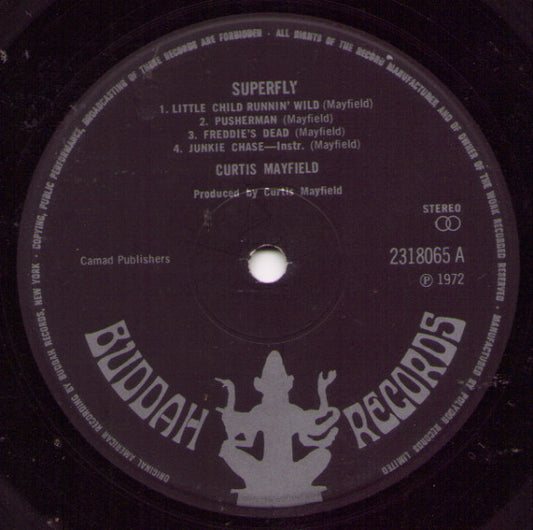 SUPERFLY
1. LITTLE CHILD RUNNIN' WILD (Mayfield)
2. PUSHERMAN (Mayfield)
3. FREDDIE'S DEAD (Mayfield)
4. JUNKIE CHASE—Instr. (Mayfield)
CURTIS MAYFIELD
Produced by Curtis Mayfield
STEREO
Camad Publishers
2318065 A
℗ 1972
BUDDAH RECORDS
ORIGINAL AMERICAN RECORDING BY BUDDAH RECORDS, NEW YORK · COPYING, PUBLIC PERFORMANCE, BROADCASTING OF THESE RECORDS ARE FORBIDDEN · ALL RIGHTS OF THE RECORD MANUFACTURER AND OF OWNER OF THE WORK RECORDED RESERVED · MANUFACTURED BY POLYDOR RECORDS LIMITED